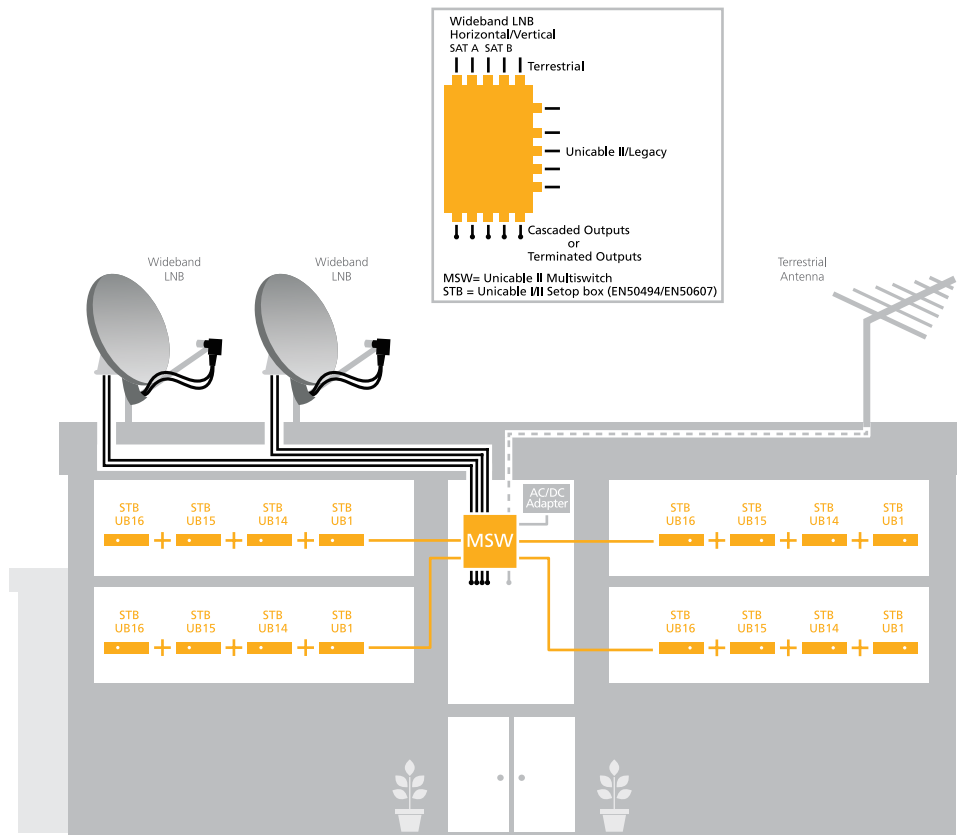 Wideband LNB
Horizontal/Vertical
SAT A SAT B
Terrestrial
Unicable II/Legacy
Cascaded Outputs
or
Terminated Outputs
MSW= Unicable II Multiswitch
STB = Unicable I/II Setop box (EN50494/EN50607)
Wideband
LNB
Wideband
LNB
Terrestrial
Antenna
AC/DC
Adapter
MSW
STB
UB16
STB
UB15
STB
UB14
STB
UB1
STB
UB16
STB
UB15
STB
UB14
STB
UB1
STB
UB16
STB
UB15
STB
UB14
STB
UB1
STB
UB16
STB
UB15
STB
UB14
STB
UB1